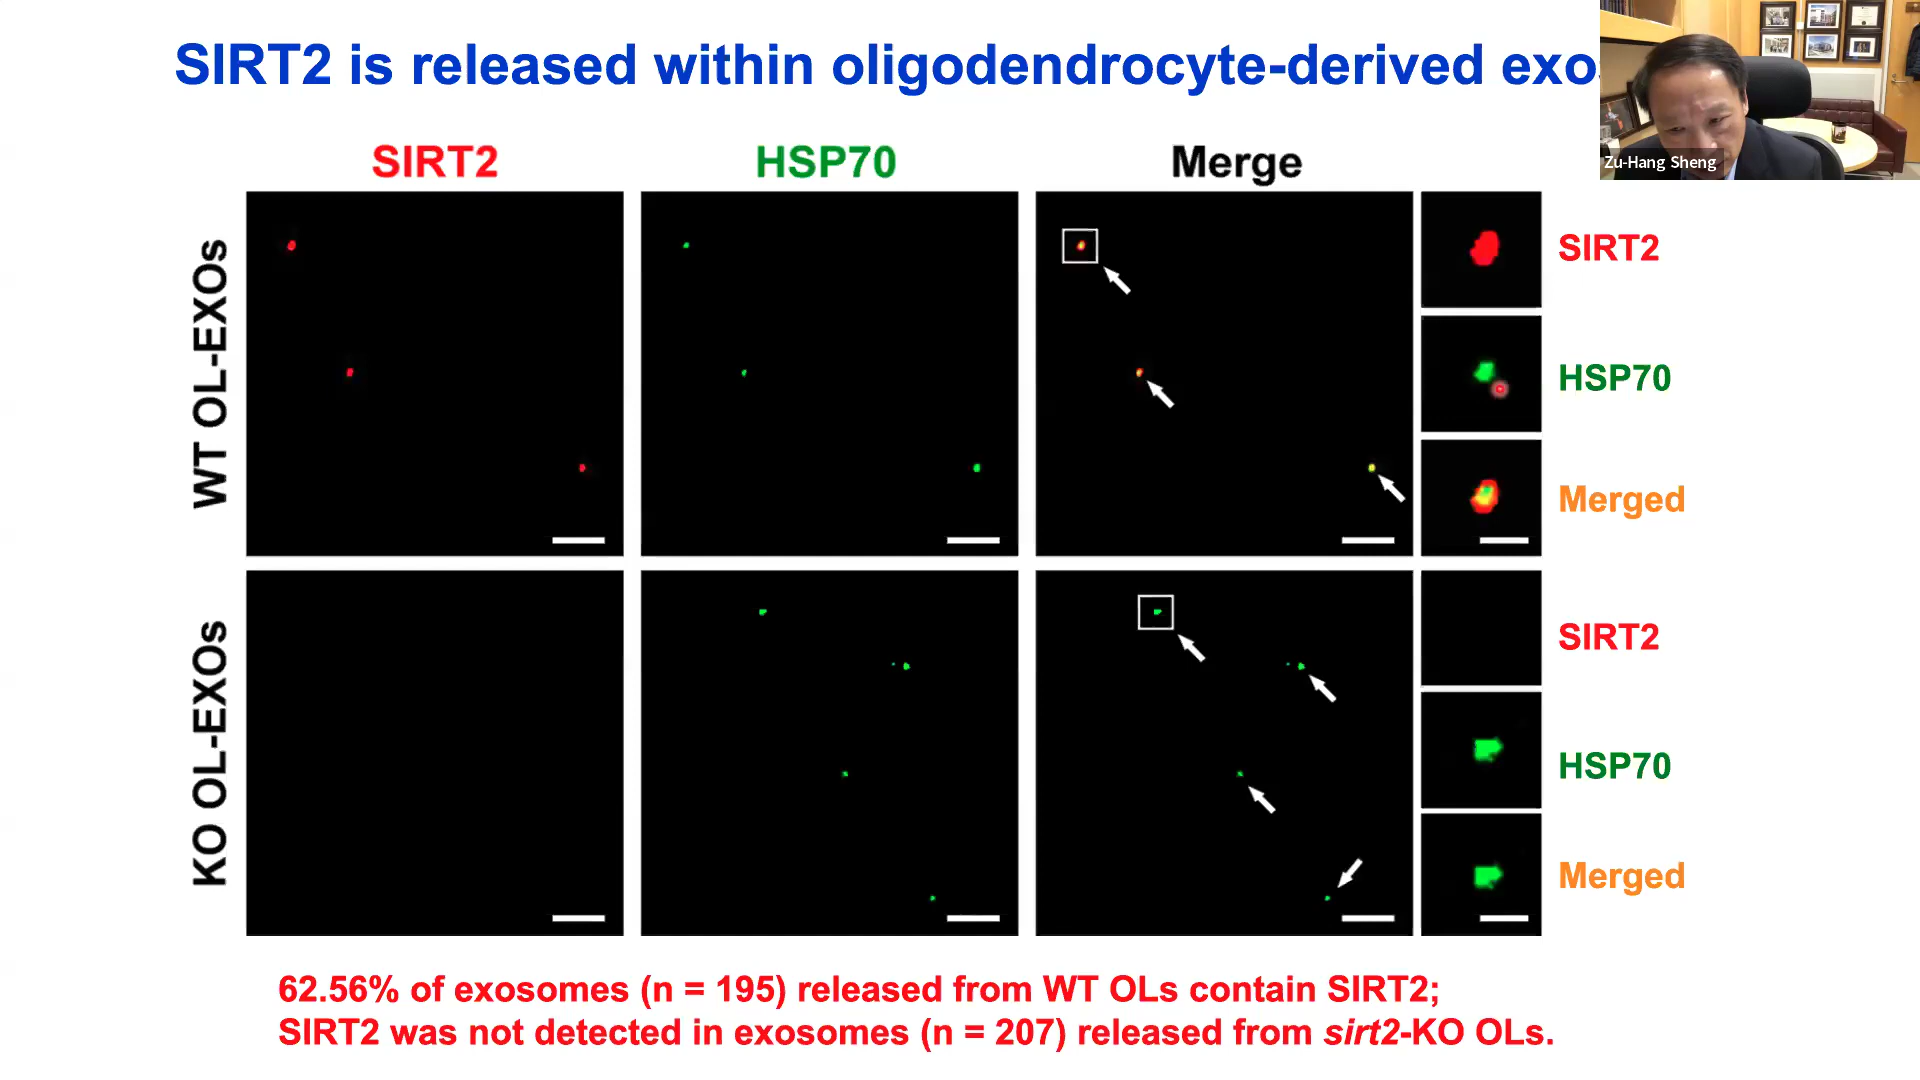 SIRT2 is released within oligodendrocyte-derived
Zu-Hang Sheng
SIRT2 HSP70 Merge
WT OL-EXOs
SIRT2
HSP70
Merged
KO OL-EXOs
SIRT2
HSP70
Merged
62.56% of exosomes (n = 195) released from WT OLs contain SIRT2;
SIRT2 was not detected in exosomes (n = 207) released from sirt2-KO OLs.